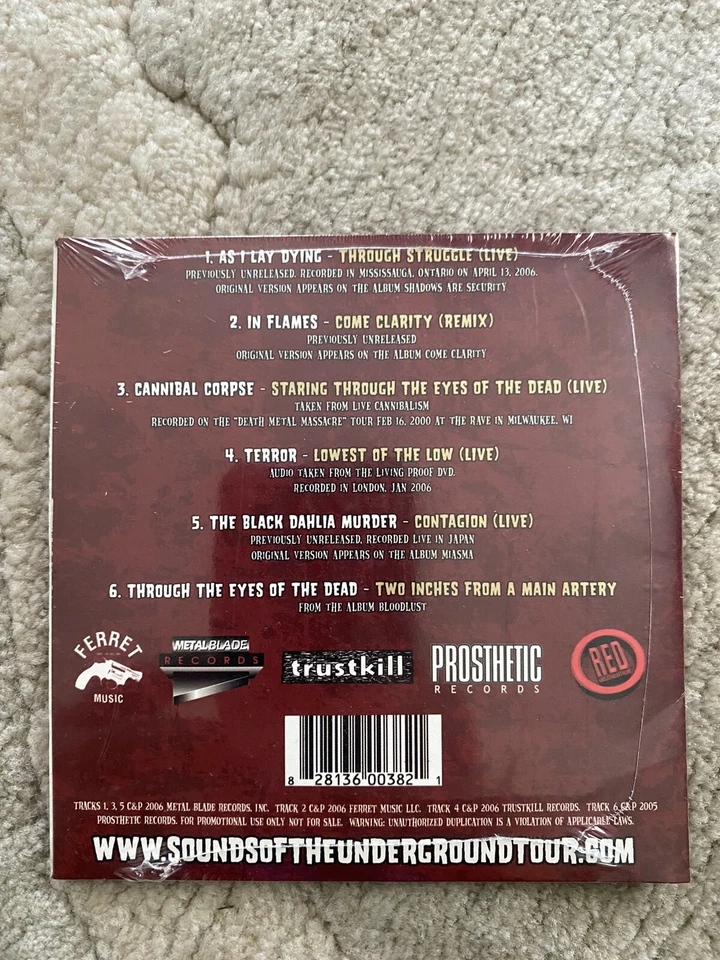 1. AS I LAY DYING - THROUGH STRUGGLE (LIVE)
PREVIOUSLY UNRELEASED. RECORDED IN MISSISSAUGA, ONTARIO ON APRIL 13, 2006.
ORIGINAL VERSION APPEARS ON THE ALBUM SHADOWS ARE SECURITY
2. IN FLAMES - COME CLARITY (REMIX)
PREVIOUSLY UNRELEASED
ORIGINAL VERSION APPEARS ON THE ALBUM COME CLARITY
3. CANNIBAL CORPSE - STARING THROUGH THE EYES OF THE DEAD (LIVE)
TAKEN FROM LIVE CANNIBALISM
RECORDED ON THE "DEATH METAL MASSACRE" TOUR FEB 16, 2000 AT THE RAVE IN MILWAUKEE, WI
4. TERROR - LOWEST OF THE LOW (LIVE)
AUDIO TAKEN FROM THE LIVING PROOF DVD.
RECORDED IN LONDON, JAN 2006
5. THE BLACK DAHLIA MURDER - CONTAGION (LIVE)
PREVIOUSLY UNRELEASED, RECORDED LIVE IN JAPAN
ORIGINAL VERSION APPEARS ON THE ALBUM MIASMA
6. THROUGH THE EYES OF THE DEAD - TWO INCHES FROM A MAIN ARTERY
FROM THE ALBUM BLOODLUST
FERRET
MUSIC
METAL BLADE
RECORDS
trustkill
PROSTHETIC
RECORDS
RED
8 28136 00382 1
TRACKS 1, 3, 5 C&P 2006 METAL BLADE RECORDS, INC. TRACK 2 C&P 2006 FERRET MUSIC LLC. TRACK 4 C&P 2006 TRUSTKILL RECORDS. TRACK 6 C&P 2005
PROSTHETIC RECORDS. FOR PROMOTIONAL USE ONLY NOT FOR SALE. WARNING: UNAUTHORIZED DUPLICATION IS A VIOLATION OF APPLICABLE LAWS.
WWW.SOUNDSOFTHEUNDERGROUNDTOUR.COM